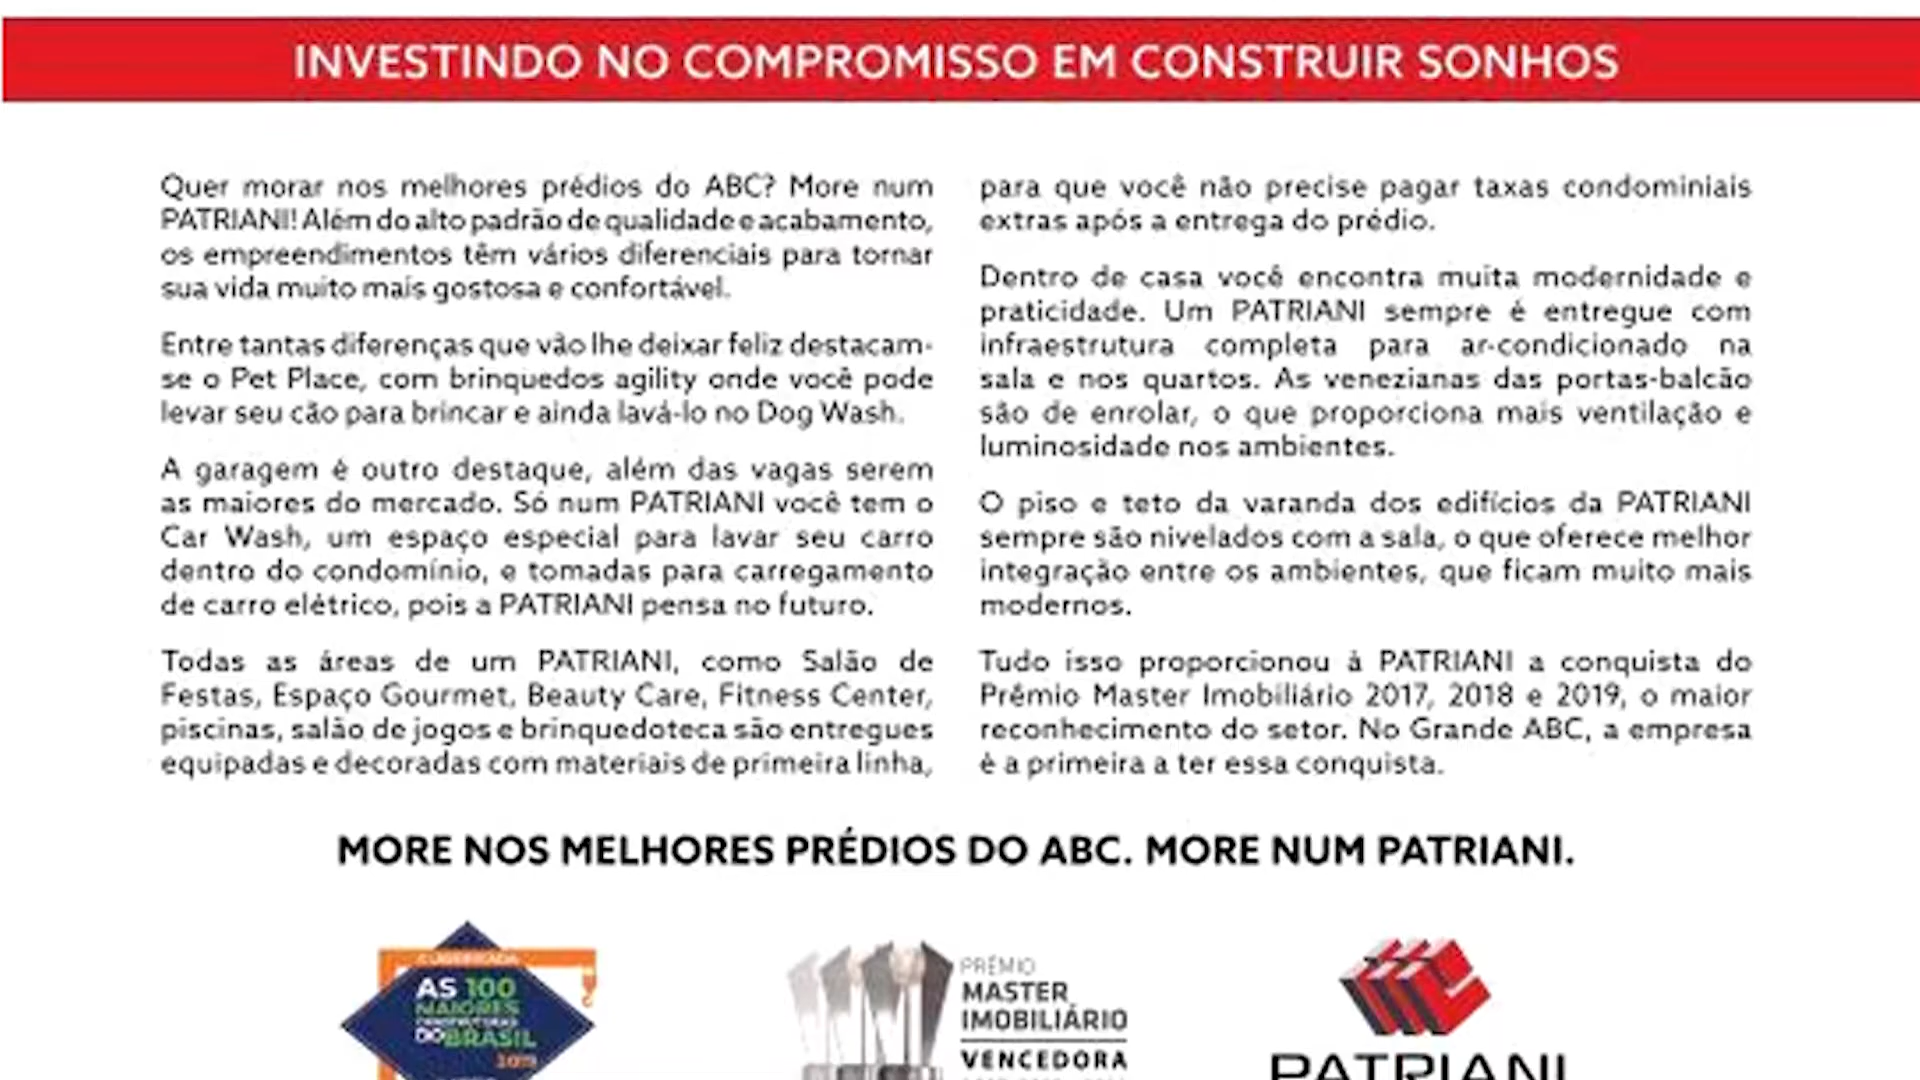 INVESTINDO NO COMPROMISSO EM CONSTRUIR SONHOS
Quer morar nos melhores prédios do ABC? More num
PATRIANI! Além do alto padrão de qualidade e acabamento,
os empreendimentos têm vários diferenciais para tornar
sua vida muito mais gostosa e confortável.
Entre tantas diferenças que vão lhe deixar feliz destacam-
se o Pet Place, com brinquedos agility onde você pode
levar seu cão para brincar e ainda lavá-lo no Dog Wash.
A garagem é outro destaque, além das vagas serem
as maiores do mercado. Só num PATRIANI você tem o
Car Wash, um espaço especial para lavar seu carro
dentro do condomínio, e tomadas para carregamento
de carro elétrico, pois a PATRIANI pensa no futuro.
Todas as áreas de um PATRIANI, como Salão de
Festas, Espaço Gourmet, Beauty Care, Fitness Center,
piscinas, salão de jogos e brinquedoteca são entregues
equipadas e decoradas com materiais de primeira linha,
para que você não precise pagar taxas condominiais
extras após a entrega do prédio.
Dentro de casa você encontra muita modernidade e
praticidade. Um PATRIANI sempre é entregue com
infraestrutura completa para ar-condicionado na
sala e nos quartos. As venezianas das portas-balcão
são de enrolar, o que proporciona mais ventilação e
luminosidade nos ambientes.
O piso e teto da varanda dos edifícios da PATRIANI
sempre são nivelados com a sala, o que oferece melhor
integração entre os ambientes, que ficam muito mais
modernos.
Tudo isso proporcionou à PATRIANI a conquista do
Prêmio Master Imobiliário 2017, 2018 e 2019, o maior
reconhecimento do setor. No Grande ABC, a empresa
é a primeira a ter essa conquista.
MORE NOS MELHORES PRÉDIOS DO ABC. MORE NUM PATRIANI.
AS 100
MAIORES
CONSTRUTORAS
DO BRASIL
PRÊMIO
MASTER
IMOBILIÁRIO
VENCEDORA
PATRIANI